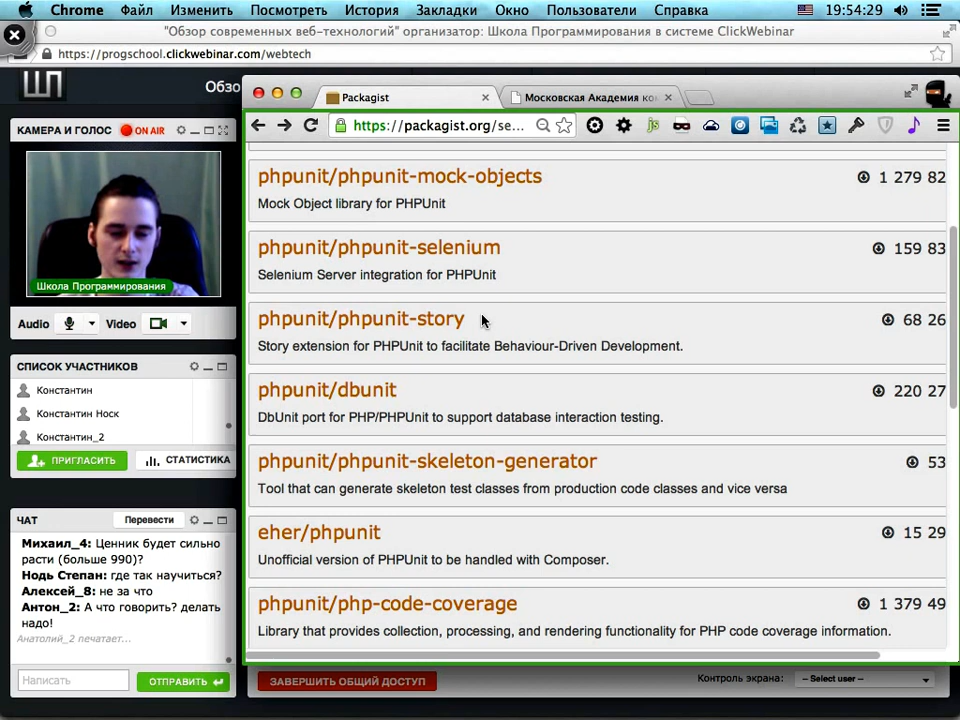 Chrome Файл Изменить Посмотреть История Закладки Окно Пользователи Справка 19:54:29
"Обзор современных веб-технологий" организатор: Школа Программирования в системе ClickWebinar
https://progschool.clickwebinar.com/webtech
ШП
Обзо
Packagist
Московская Академия ко
https://packagist.org/se...
js
КАМЕРА И ГОЛОС ON AIR
Школа Программирования
Audio Video
СПИСОК УЧАСТНИКОВ
Константин
Константин Носк
Константин_2
ПРИГЛАСИТЬ СТАТИСТИКА
ЧАТ Перевести
Михаил_4: Ценник будет сильно
расти (больше 990)?
Нодь Степан: где так научиться?
Алексей_8: не за что
Антон_2: А что говорить? делать
надо!
Анатолий_2 печатает...
Написать ОТПРАВИТЬ
phpunit/phpunit-mock-objects 1 279 82
Mock Object library for PHPUnit
phpunit/phpunit-selenium 159 83
Selenium Server integration for PHPUnit
phpunit/phpunit-story 68 26
Story extension for PHPUnit to facilitate Behaviour-Driven Development.
phpunit/dbunit 220 27
DbUnit port for PHP/PHPUnit to support database interaction testing.
phpunit/phpunit-skeleton-generator 53
Tool that can generate skeleton test classes from production code classes and vice versa
eher/phpunit 15 29
Unofficial version of PHPUnit to be handled with Composer.
phpunit/php-code-coverage 1 379 49
Library that provides collection, processing, and rendering functionality for PHP code coverage information.
ЗАВЕРШИТЬ ОБЩИЙ ДОСТУП
Контроль экрана: -- Select user --